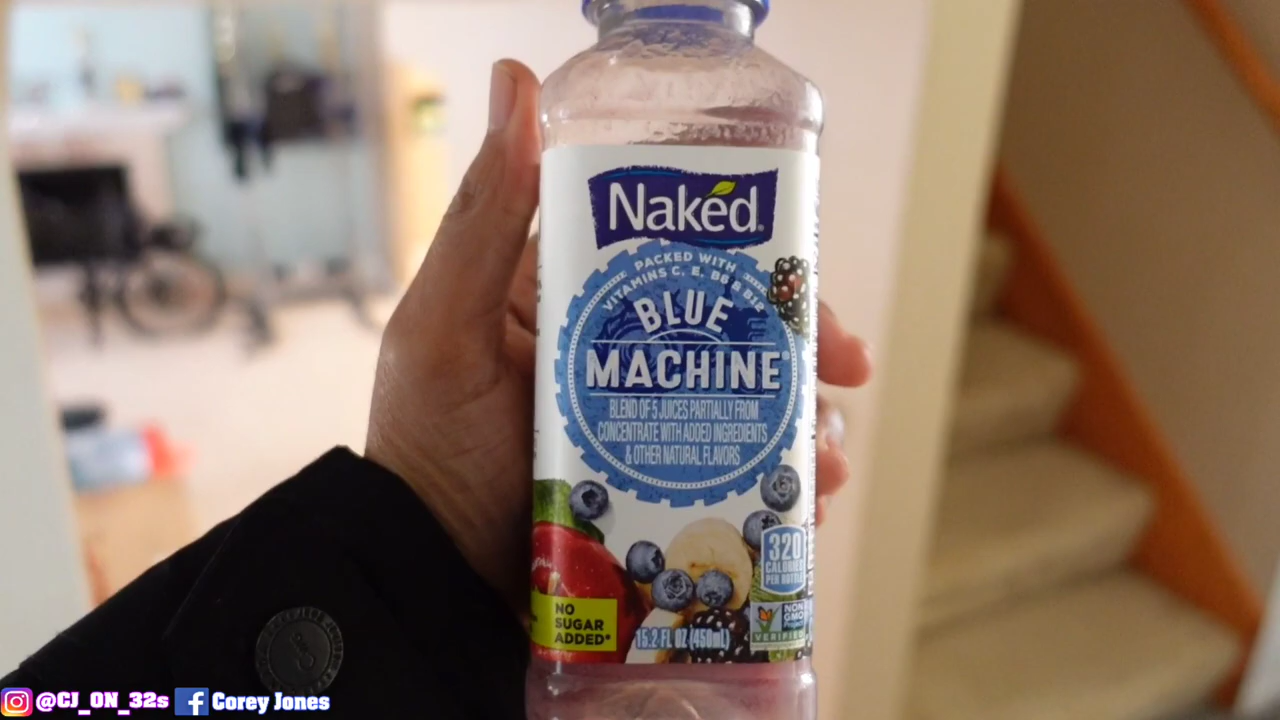 Nakéd
PACKED WITH
VITAMINS C, E, B6 & B12
BLUE
MACHINE®
BLEND OF 5 JUICES PARTIALLY FROM
CONCENTRATE WITH ADDED INGREDIENTS
& OTHER NATURAL FLAVORS
320
CALORIES
PER BOTTLE
NO
SUGAR
ADDED*
NON
GMO
Project
VERIFIED
15.2 FL OZ (450mL)
@CJ_ON_32s Corey Jones